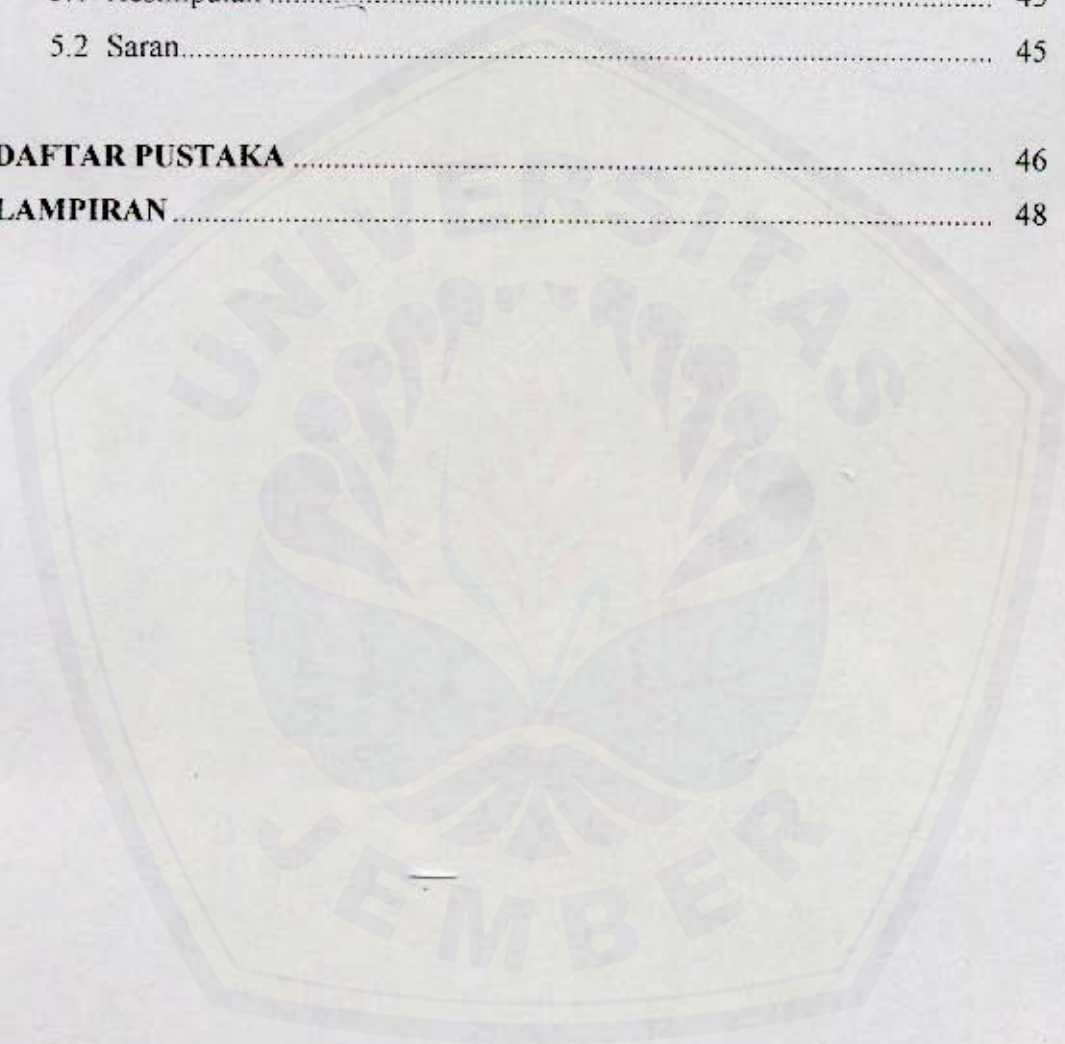 5.2 Saran ........ 45
DAFTAR PUSTAKA ........ 46
LAMPIRAN ........ 48
UNIVERSITAS
JEMBER